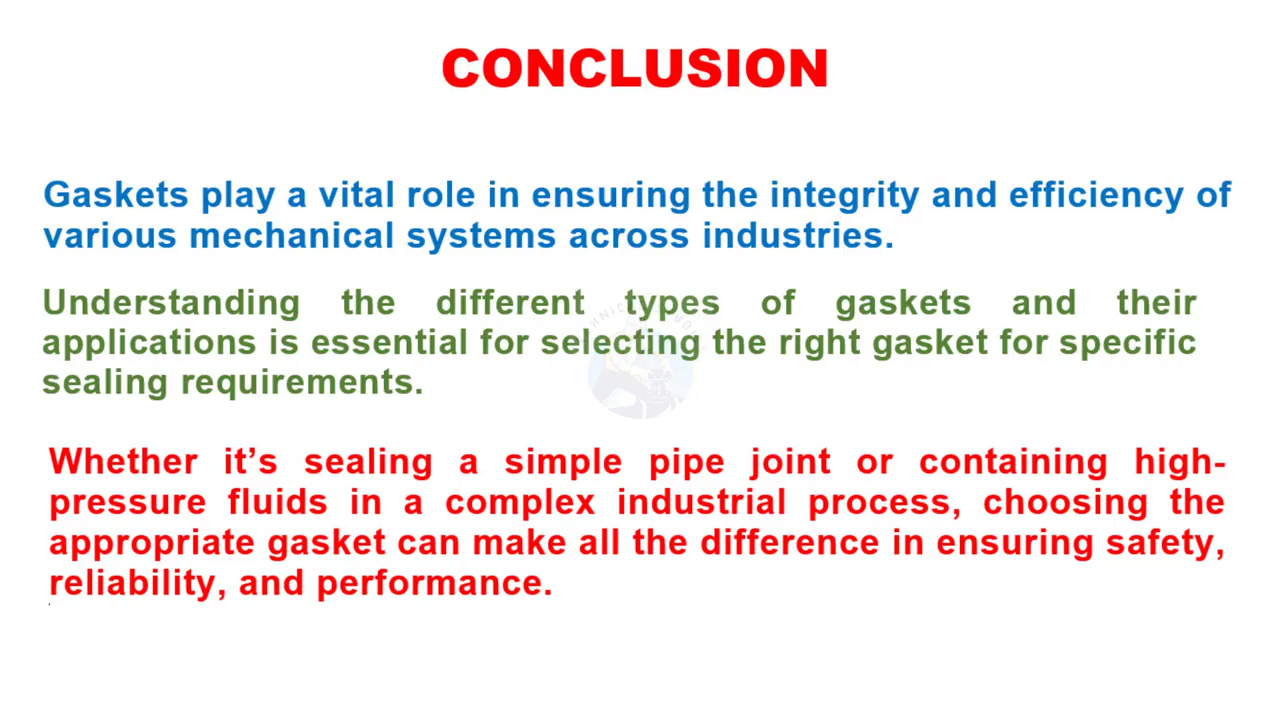 CONCLUSION
Gaskets play a vital role in ensuring the integrity and efficiency of
various mechanical systems across industries.
Understanding the different types of gaskets and their
applications is essential for selecting the right gasket for specific
sealing requirements.
Whether it’s sealing a simple pipe joint or containing high-
pressure fluids in a complex industrial process, choosing the
appropriate gasket can make all the difference in ensuring safety,
reliability, and performance.